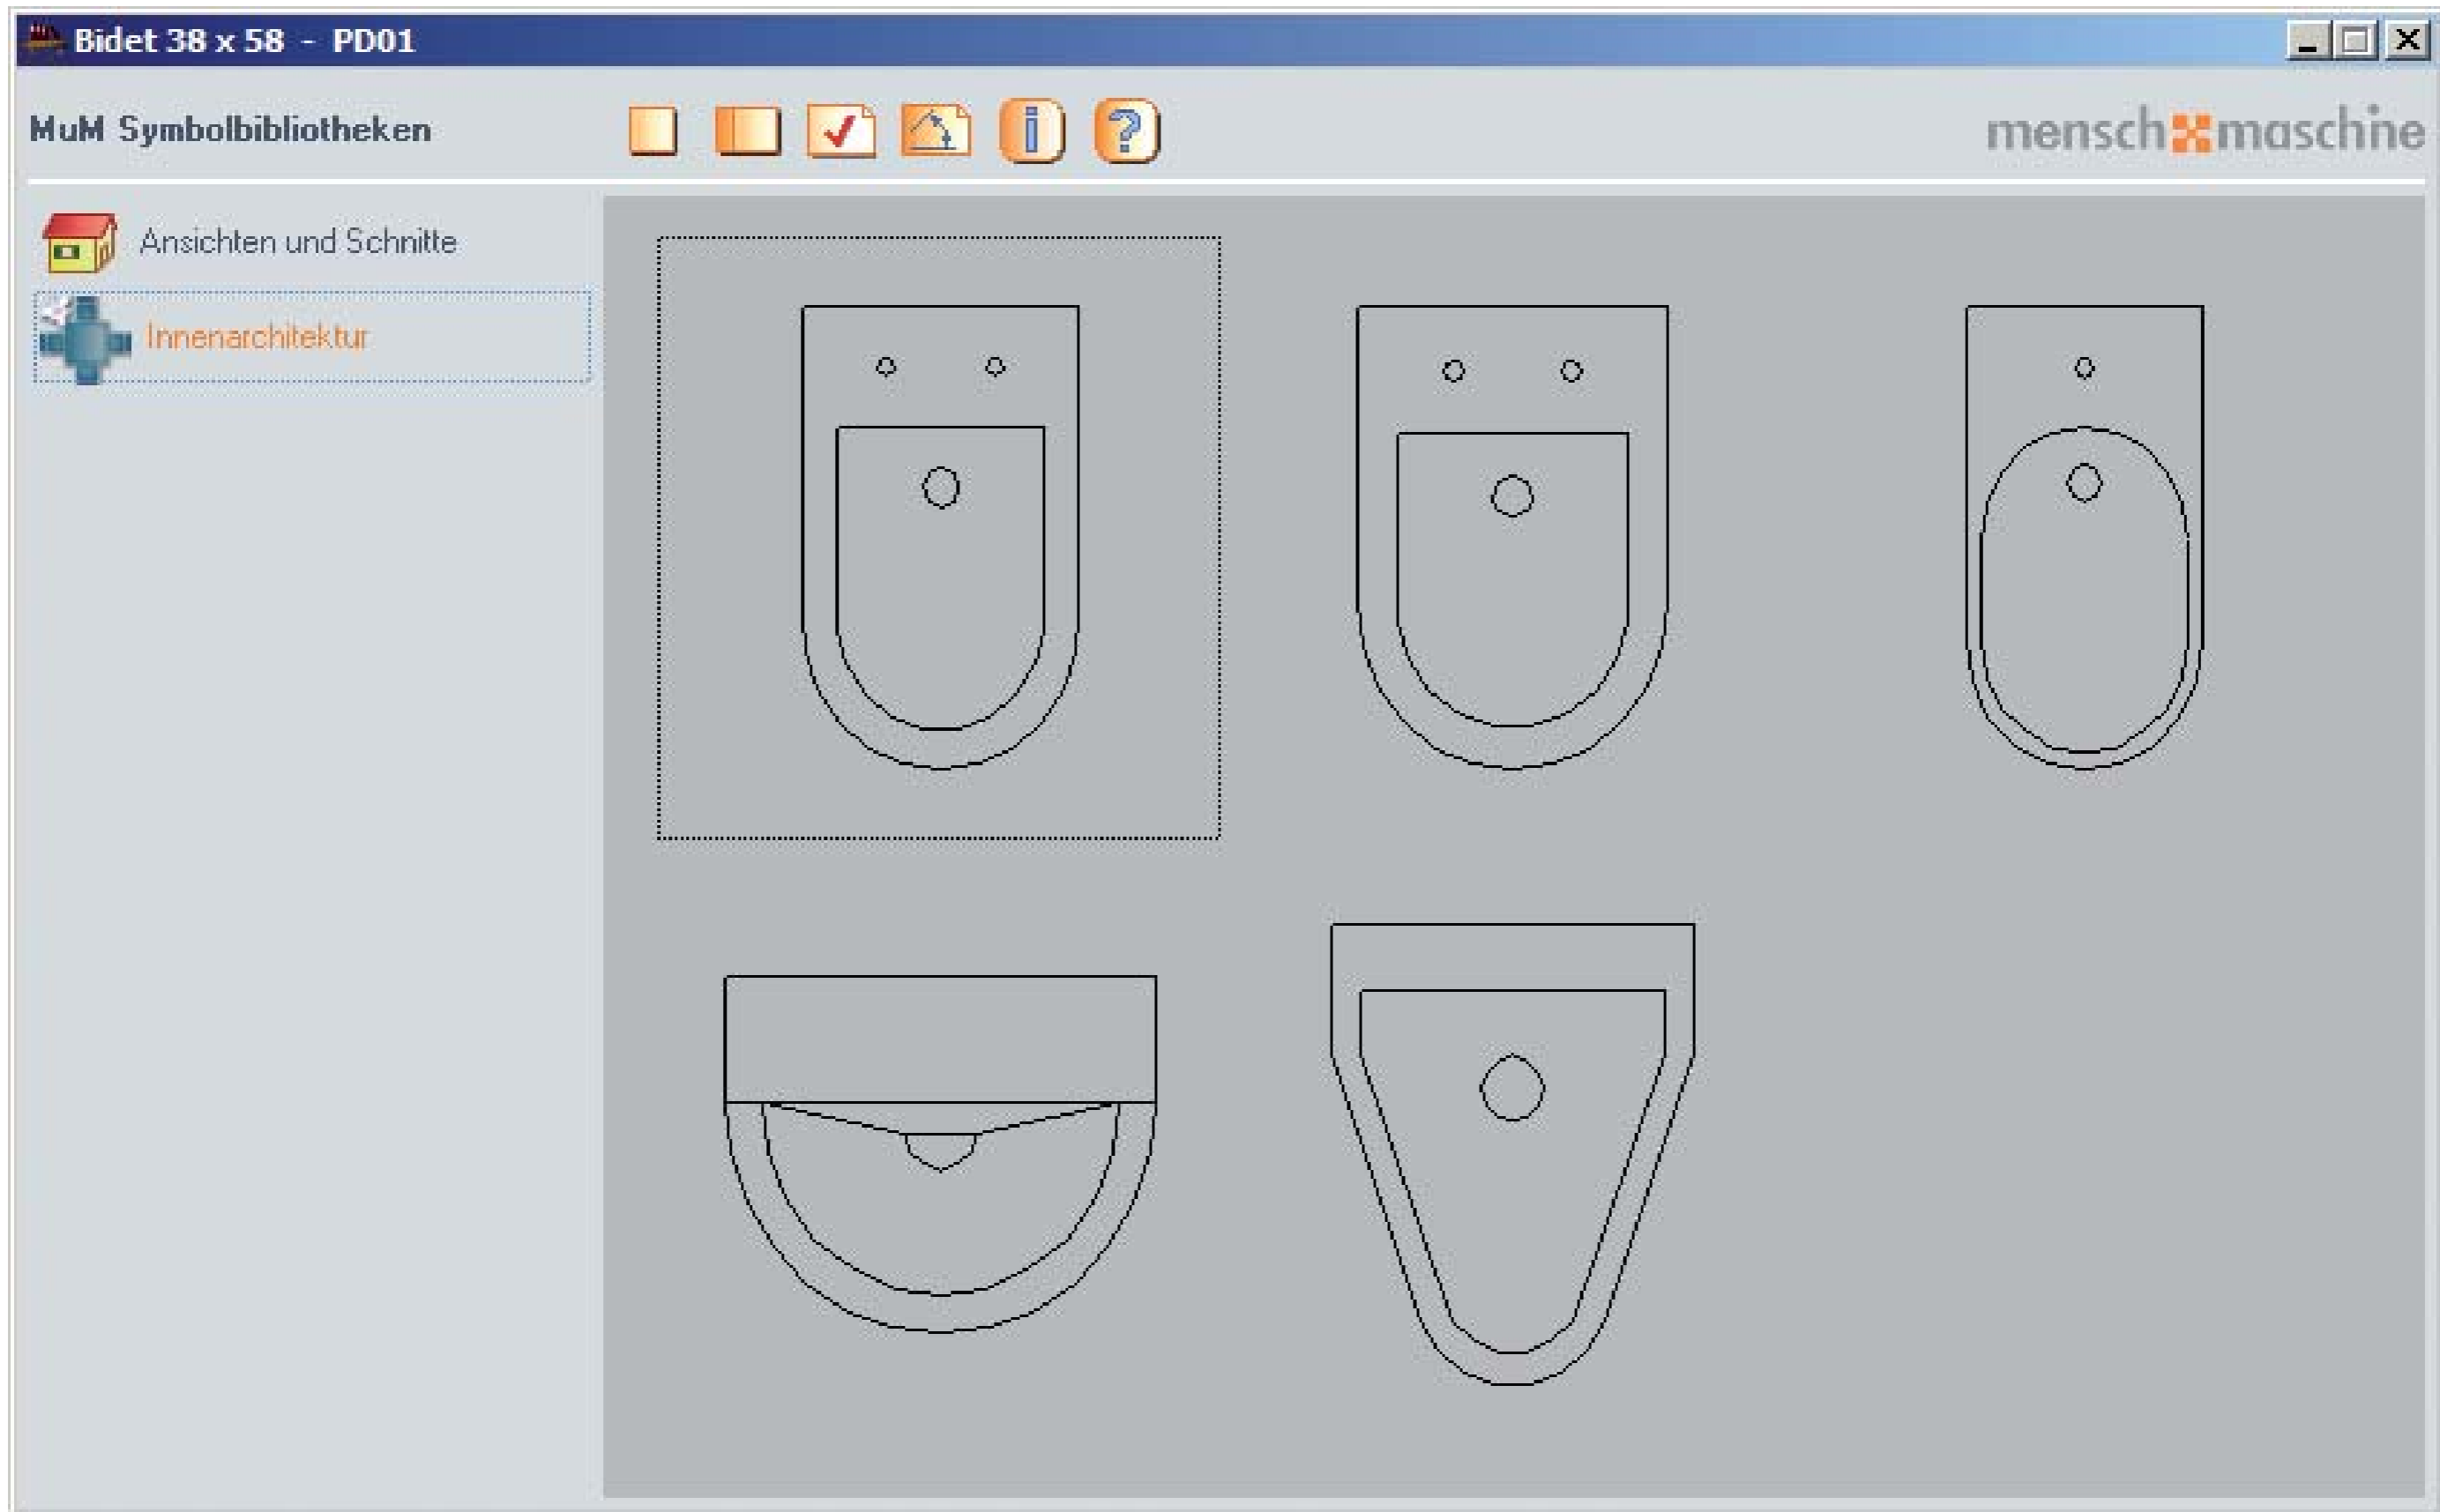 Bidet 38 x 58 - PD01
MuM Symbolbibliotheken
mensch maschine
Ansichten und Schnitte
Innenarchitektur